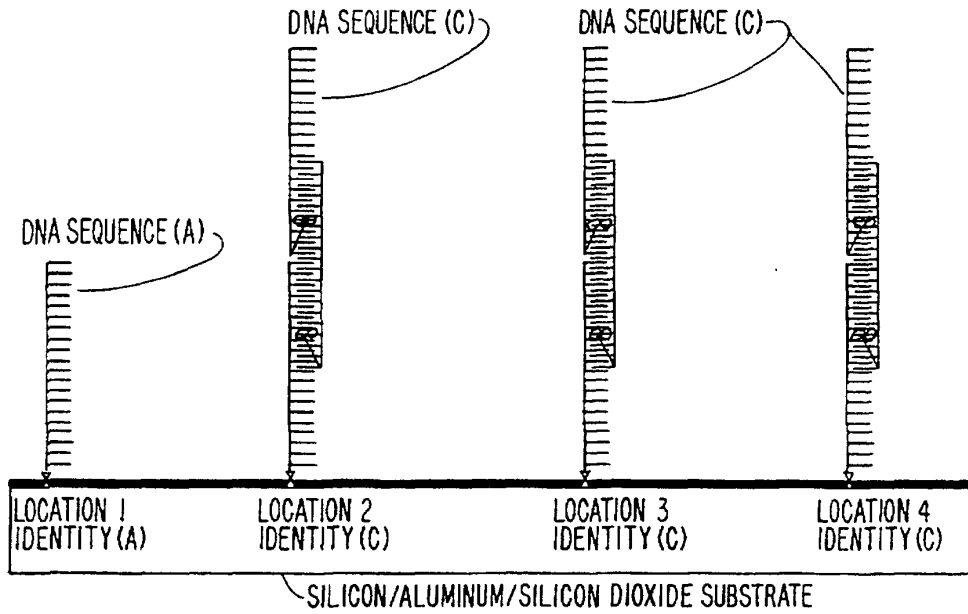 DNA SEQUENCE (C)
DNA SEQUENCE (C)
DNA SEQUENCE (A)
LOCATION 1
IDENTITY (A)
LOCATION 2
IDENTITY (C)
LOCATION 3
IDENTITY (C)
LOCATION 4
IDENTITY (C)
SILICON/ALUMINUM/SILICON DIOXIDE SUBSTRATE